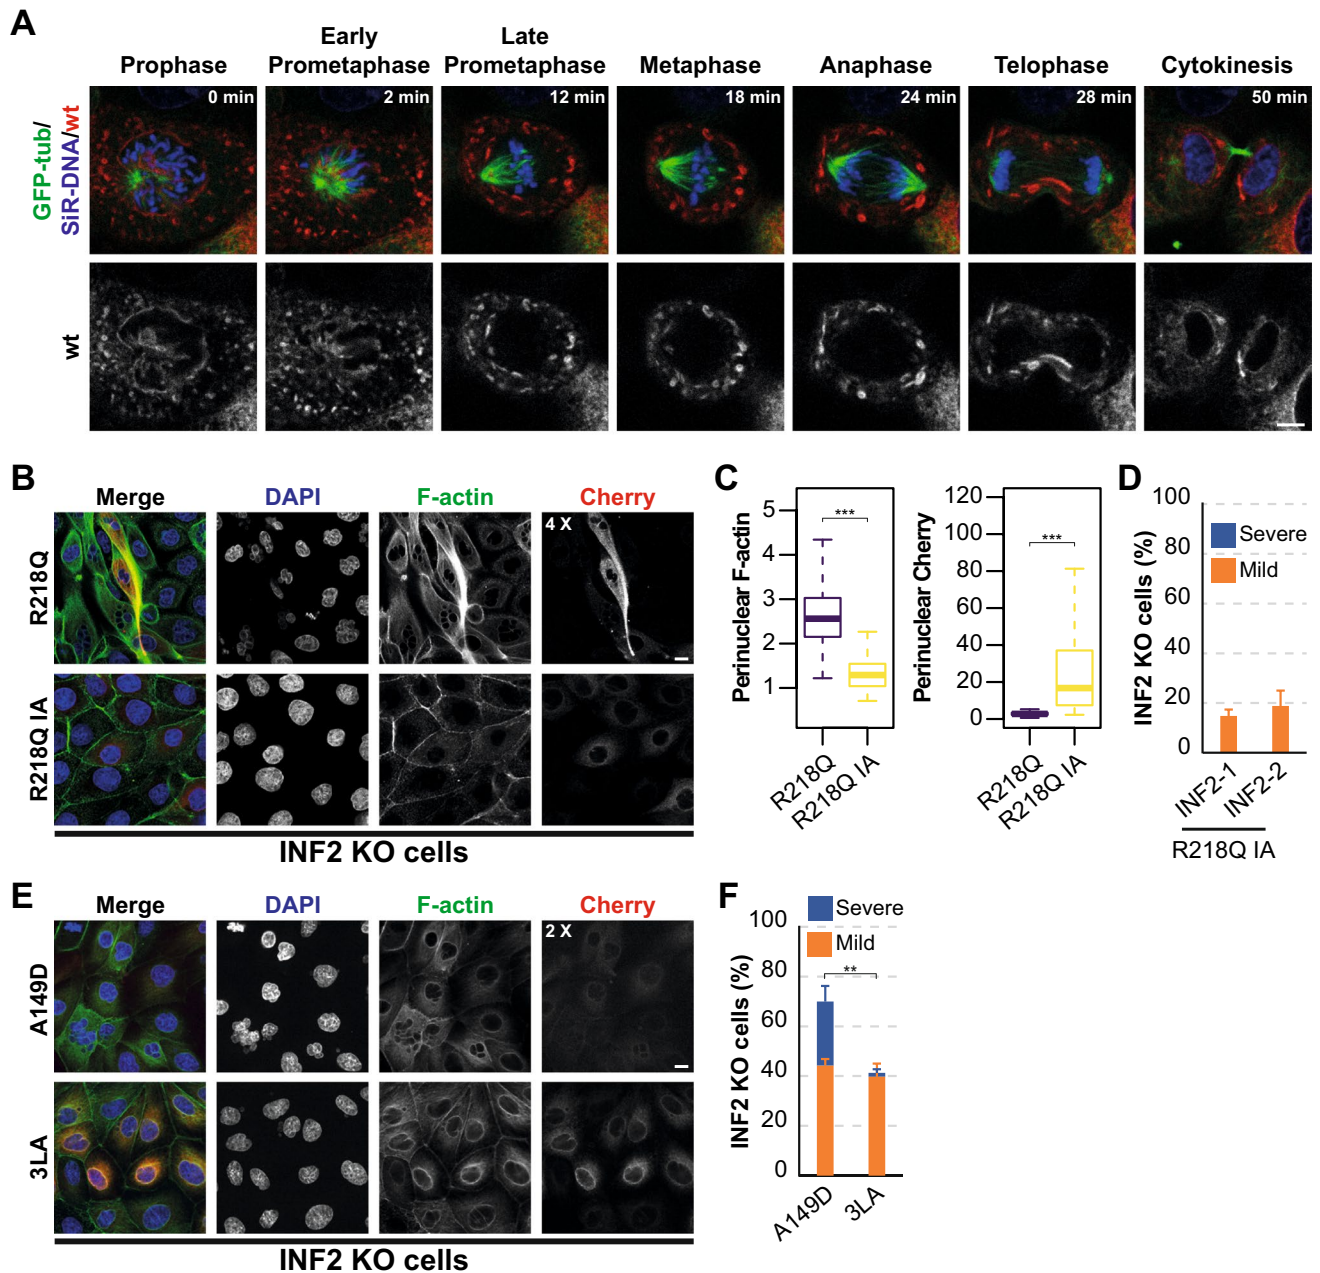 A
Prophase
Early
Prometaphase
Late
Prometaphase
Metaphase
Anaphase
Telophase
Cytokinesis
GFP-tub/
SiR-DNA/wt
0 min
2 min
12 min
18 min
24 min
28 min
50 min
wt
B
Merge
DAPI
F-actin
Cherry
R218Q
4 X
R218Q IA
INF2 KO cells
C
Perinuclear F-actin
5
4
3
2
1
***
R218Q
R218Q IA
Perinuclear Cherry
120
100
80
60
40
20
0
***
R218Q
R218Q IA
D
INF2 KO cells (%)
100
80
60
40
20
0
Severe
Mild
INF2-1
INF2-2
R218Q IA
E
Merge
DAPI
F-actin
Cherry
A149D
2 X
3LA
INF2 KO cells
F
Severe
Mild
INF2 KO cells (%)
100
80
60
40
20
0
**
A149D
3LA